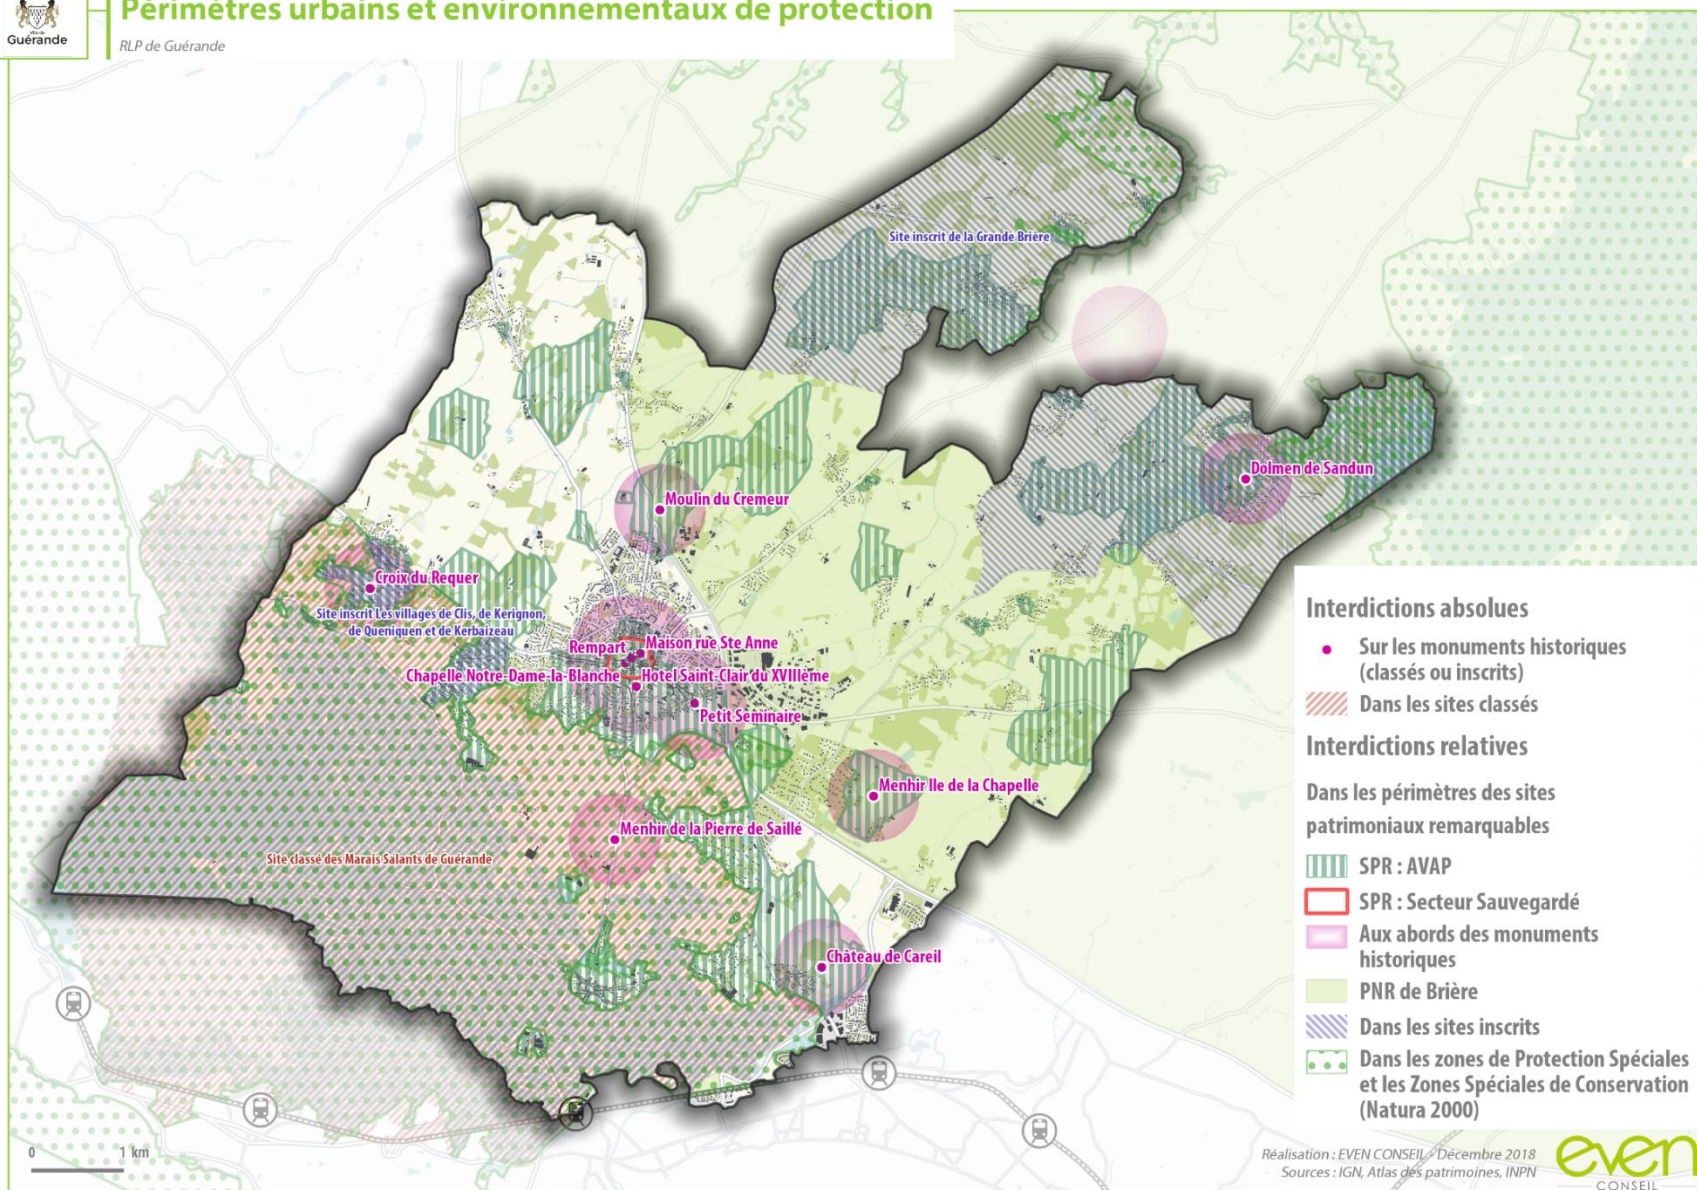 Périmètres urbains et environnementaux de protection
Ville de
Guérande
RLP de Guérande
Site inscrit de la Grande Brière
Dolmen de Sandun
Moulin du Cremeur
Croix du Requer
Site inscrit Les villages de Clis, de Kerignon,
de Queniquen et de Kerbaizeau
Rempart
Maison rue Ste Anne
Chapelle Notre-Dame-la-Blanche
Hotel Saint-Clair du XVIIIème
Petit Seminaire
Menhir Ile de la Chapelle
Menhir de la Pierre de Saillé
Site classé des Marais Salants de Guérande
Château de Careil
Interdictions absolues
Sur les monuments historiques
(classés ou inscrits)
Dans les sites classés
Interdictions relatives
Dans les périmètres des sites
patrimoniaux remarquables
SPR : AVAP
SPR : Secteur Sauvegardé
Aux abords des monuments
historiques
PNR de Brière
Dans les sites inscrits
Dans les zones de Protection Spéciales
et les Zones Spéciales de Conservation
(Natura 2000)
0 1 km
Réalisation : EVEN CONSEIL - Décembre 2018
Sources : IGN, Atlas des patrimoines, INPN
even
CONSEIL